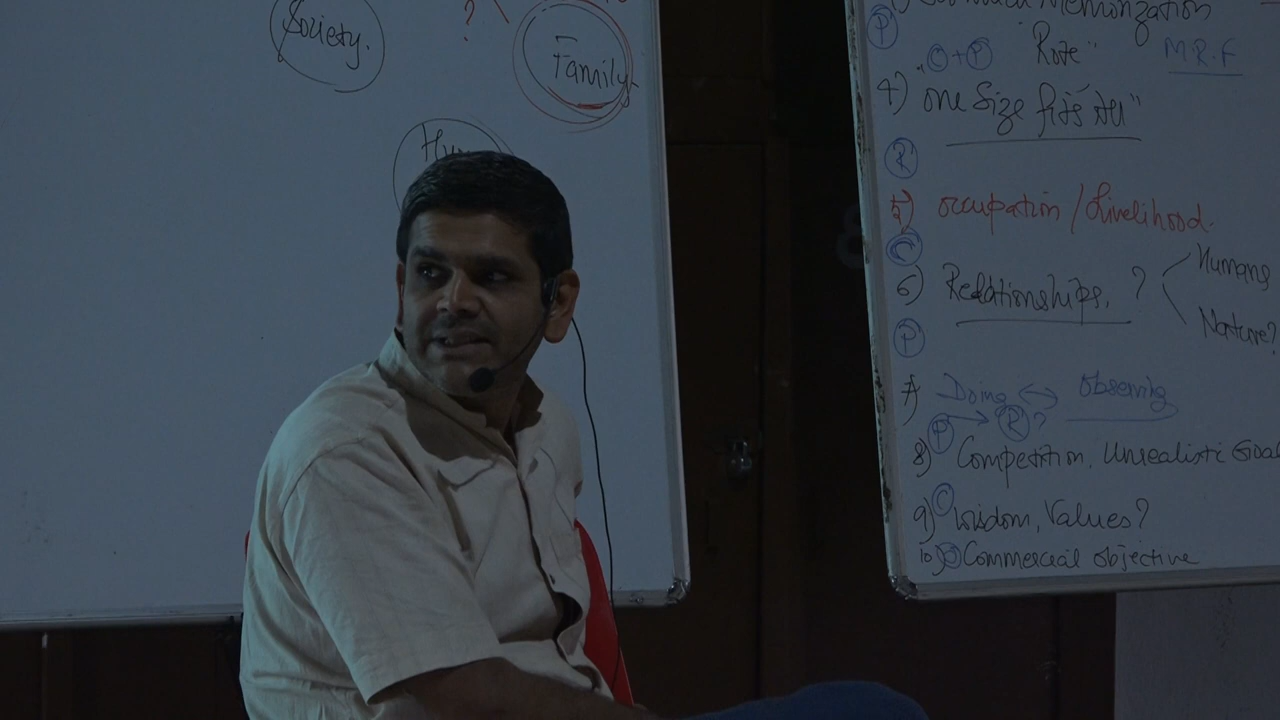 Society.
?
Family
Hum
Memorization
P
C + P Rote" M.R.F
4) "One Size fits All"
R
5) Occupation / Livelihood.
C
6) Relationships. ? Humans
Nature?
P
7) Doing ↔ Observing
P → R ?
8) Competition, Unrealistic Goal
C
9) Wisdom, Values?
10) Commercial objective